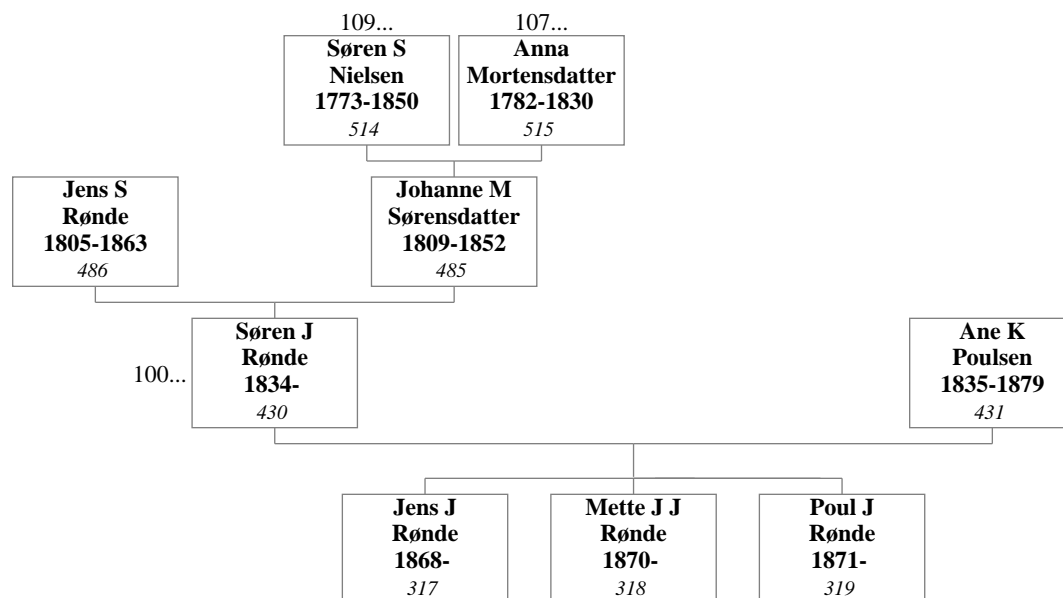 109...
107...
Søren S
Nielsen
1773-1850
514
Anna
Mortensdatter
1782-1830
515
Jens S
Rønde
1805-1863
486
Johanne M
Sørensdatter
1809-1852
485
100...
Søren J
Rønde
1834-
430
Ane K
Poulsen
1835-1879
431
Jens J
Rønde
1868-
317
Mette J J
Rønde
1870-
318
Poul J
Rønde
1871-
319